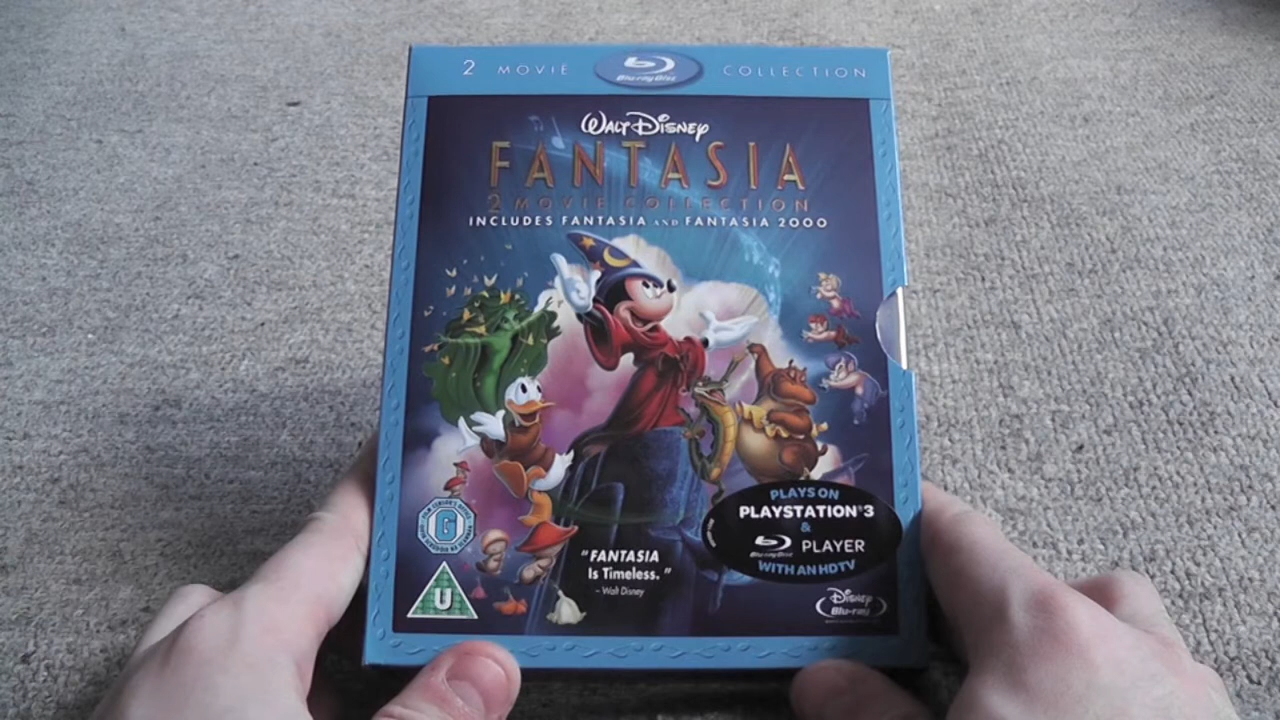 2 MOVIE Blu-ray Disc COLLECTION
WALT DISNEY
FANTASIA
2 MOVIE COLLECTION
INCLUDES FANTASIA AND FANTASIA 2000
G
U
"FANTASIA
Is Timeless."
– Walt Disney
PLAYS ON
PLAYSTATION®3
&
Blu-ray Disc PLAYER
WITH AN HDTV
Disney
Blu-ray